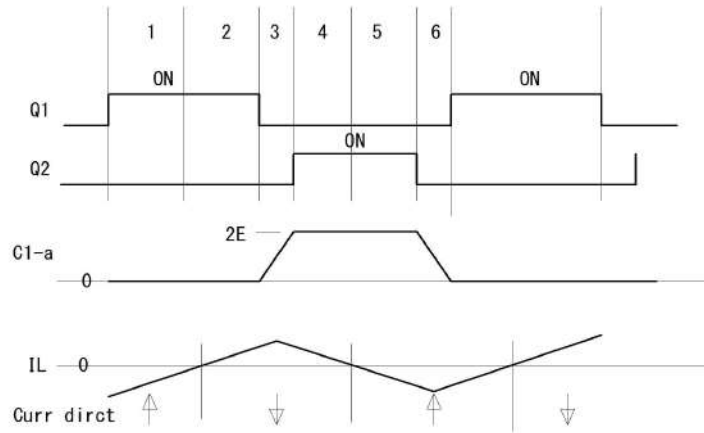 1 2 3 4 5 6
ON ON
Q1
ON
Q2
2E
C1-a
0
IL 0
Curr dirct